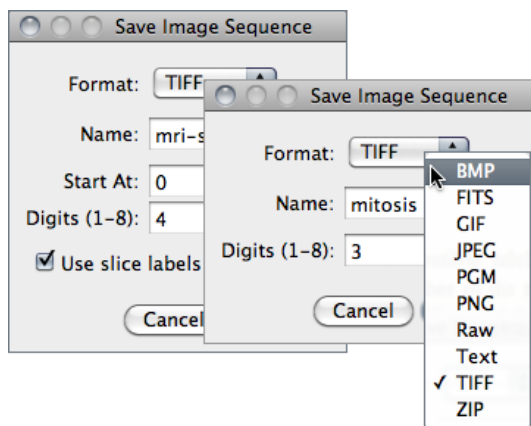 Save Image Sequence
Format: TIFF
Name:
Start At: 0
Digits (1-8): 4
Use slice labels
Cancel
Save Image Sequence
Format: TIFF
Name: mitosis
Digits (1-8): 3
Cancel
BMP
FITS
GIF
JPEG
PGM
PNG
Raw
Text
✓ TIFF
ZIP